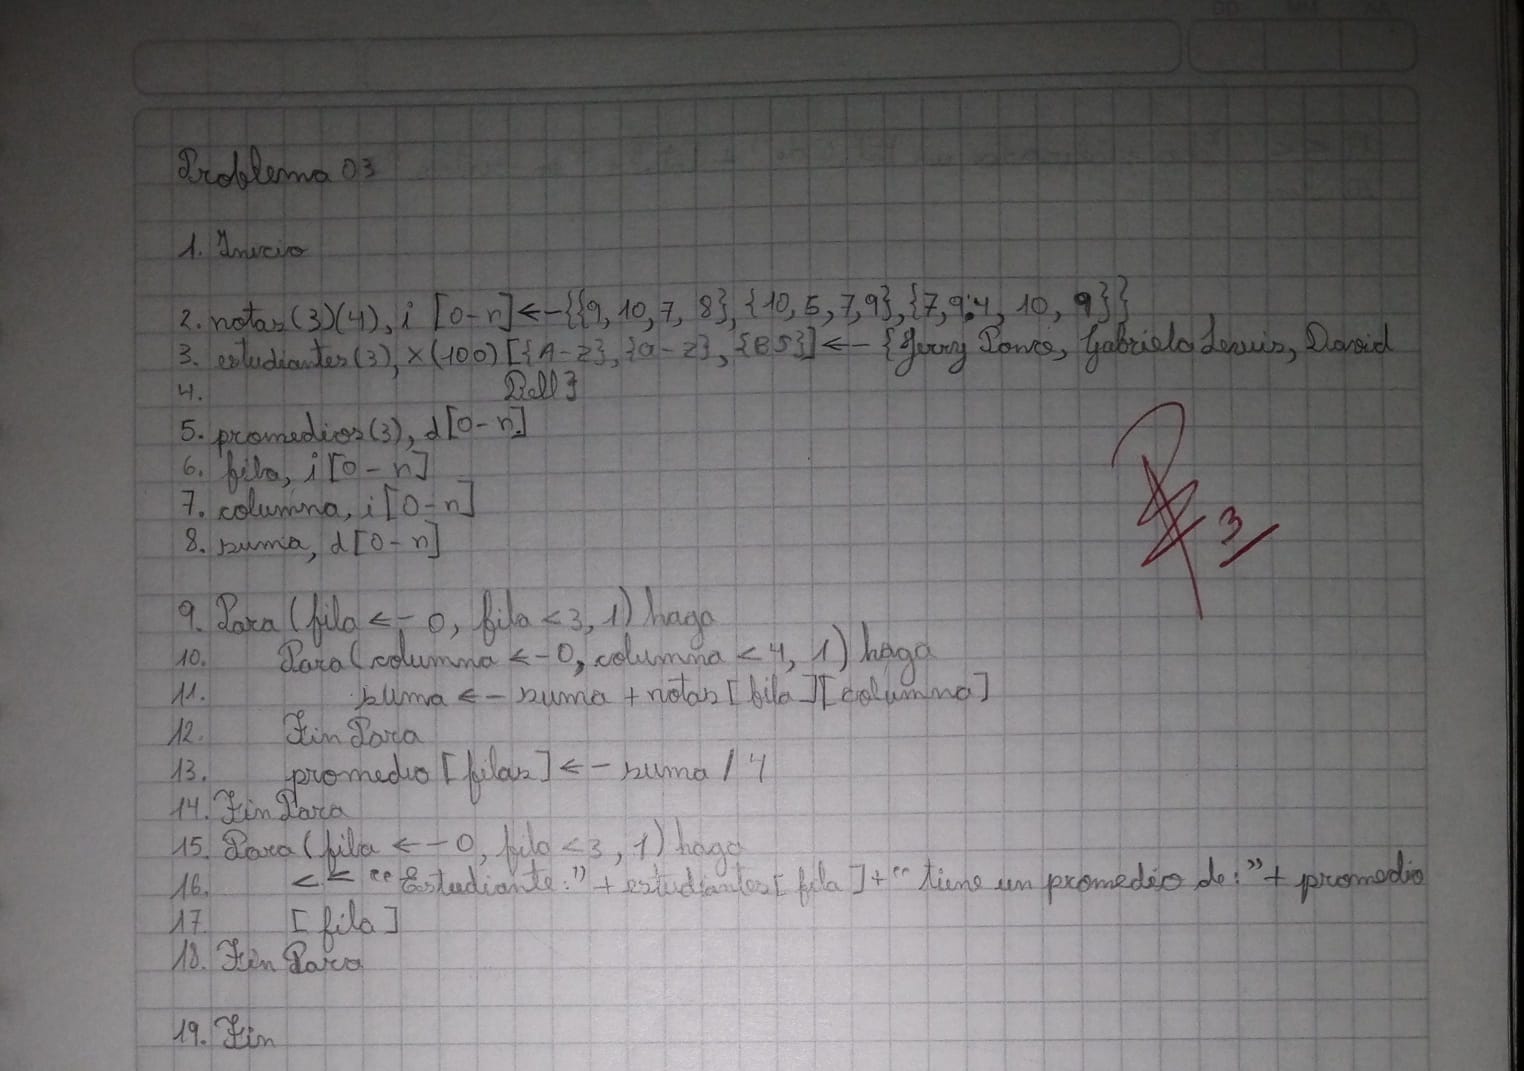 Problema 03
1. Inicio
2. notas(3)(4), i [0-n]<-{{9, 10, 7, 8}, {10, 5, 7, 9}, {7, 9, 4, 10, 9}}
3. estudiantes(3), x(100)[{A-Z}, {a-z}, {ES}]<- {Jerry Ponce, Gabriela, David
4. Dell}
5. promedios(3), d[0-n]
6. fila, i[0-n]
7. columna, i[0-n]
8. suma, d[0-n]
3/
9. Para (fila <- 0, fila < 3, 1) haga
10. Para (columna <- 0, columna < 4, 1) haga
11. suma <- suma + notas [fila][columna]
12. Fin Para
13. promedio [filas] <- suma / 4
14. Fin Para
15. Para (fila <- 0, fila < 3, 1) haga
16. << "Estudiante:" + estudiantes[fila] + " tiene un promedio de:" + promedio
17. [fila]
18. Fin Para
19. Fin